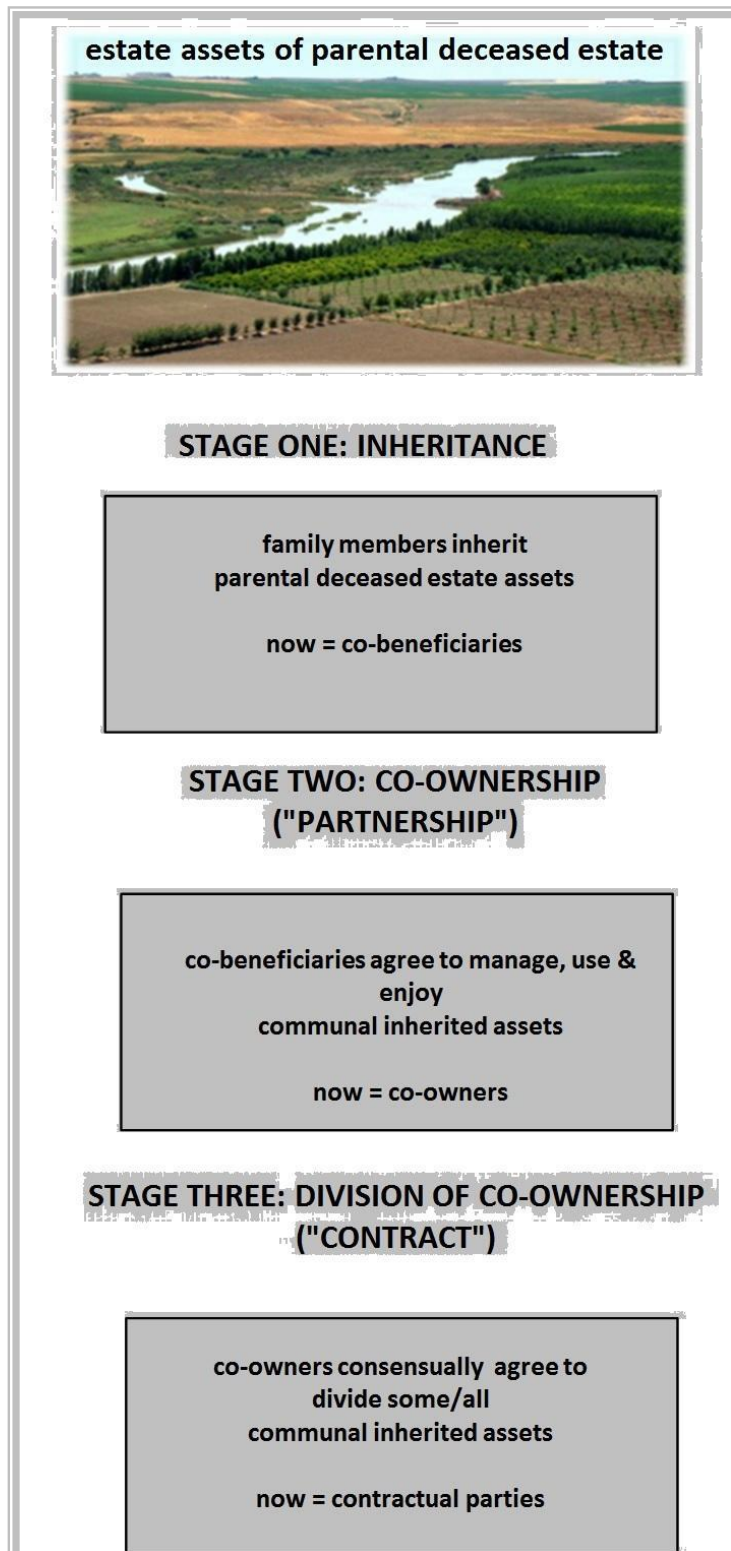 estate assets of parental deceased estate
STAGE ONE: INHERITANCE
family members inherit
parental deceased estate assets
now = co-beneficiaries
STAGE TWO: CO-OWNERSHIP
("PARTNERSHIP")
co-beneficiaries agree to manage, use &
enjoy
communal inherited assets
now = co-owners
STAGE THREE: DIVISION OF CO-OWNERSHIP
("CONTRACT")
co-owners consensually agree to
divide some/all
communal inherited assets
now = contractual parties